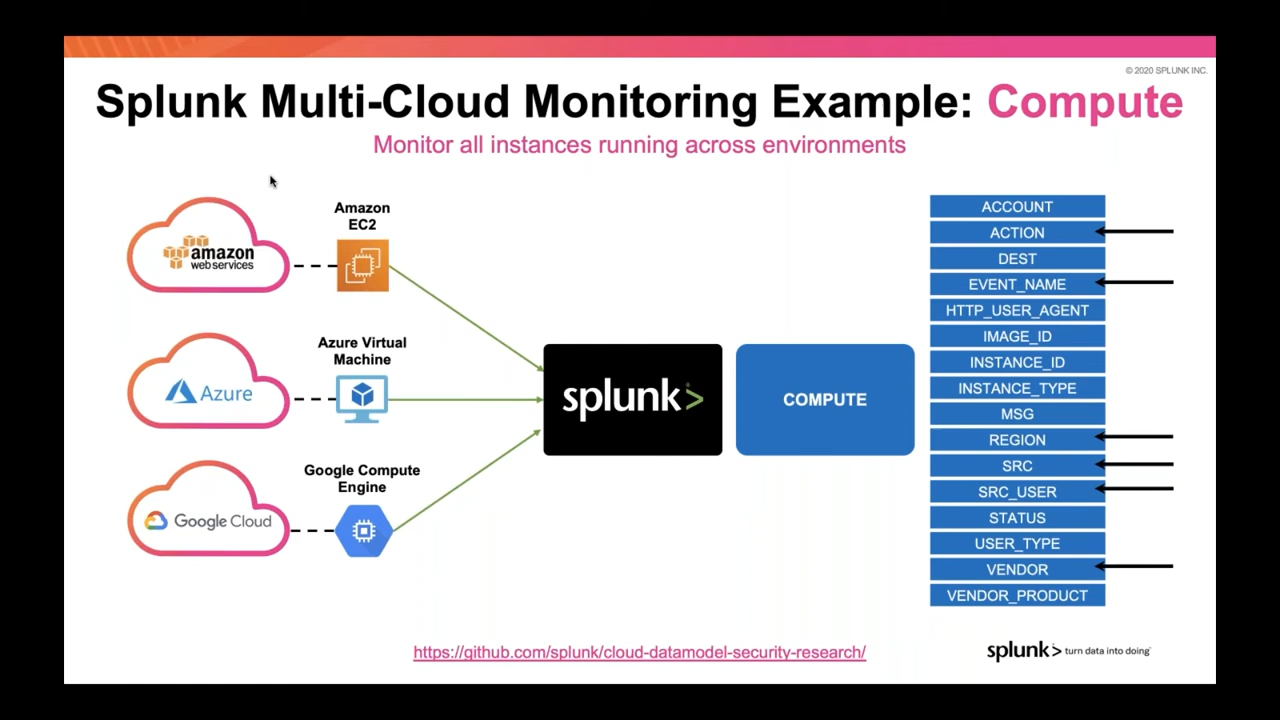 © 2020 SPLUNK INC.
Splunk Multi-Cloud Monitoring Example: Compute
Monitor all instances running across environments
amazon
web services
Amazon
EC2
Azure
Azure Virtual
Machine
Google Cloud
Google Compute
Engine
splunk>
COMPUTE
ACCOUNT
ACTION
DEST
EVENT_NAME
HTTP_USER_AGENT
IMAGE_ID
INSTANCE_ID
INSTANCE_TYPE
MSG
REGION
SRC
SRC_USER
STATUS
USER_TYPE
VENDOR
VENDOR_PRODUCT
https://github.com/splunk/cloud-datamodel-security-research/
splunk> turn data into doing™